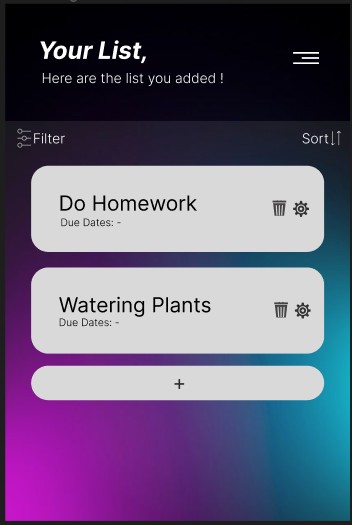 Your List,
Here are the list you added !
Filter
Sort
Do Homework
Due Dates: -
Watering Plants
Due Dates: -
+